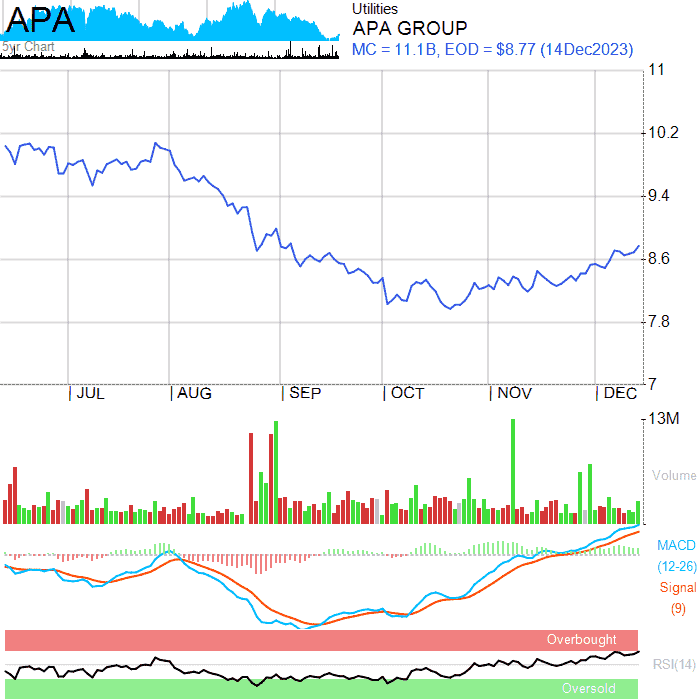 APA
5yr Chart
Utilities
APA GROUP
MC = 11.1B, EOD = $8.77 (14Dec2023)
11
10.2
9.4
8.6
7.8
7
JUL AUG SEP OCT NOV DEC
13M
Volume
MACD
(12-26)
Signal
(9)
Overbought
RSI(14)
Oversold